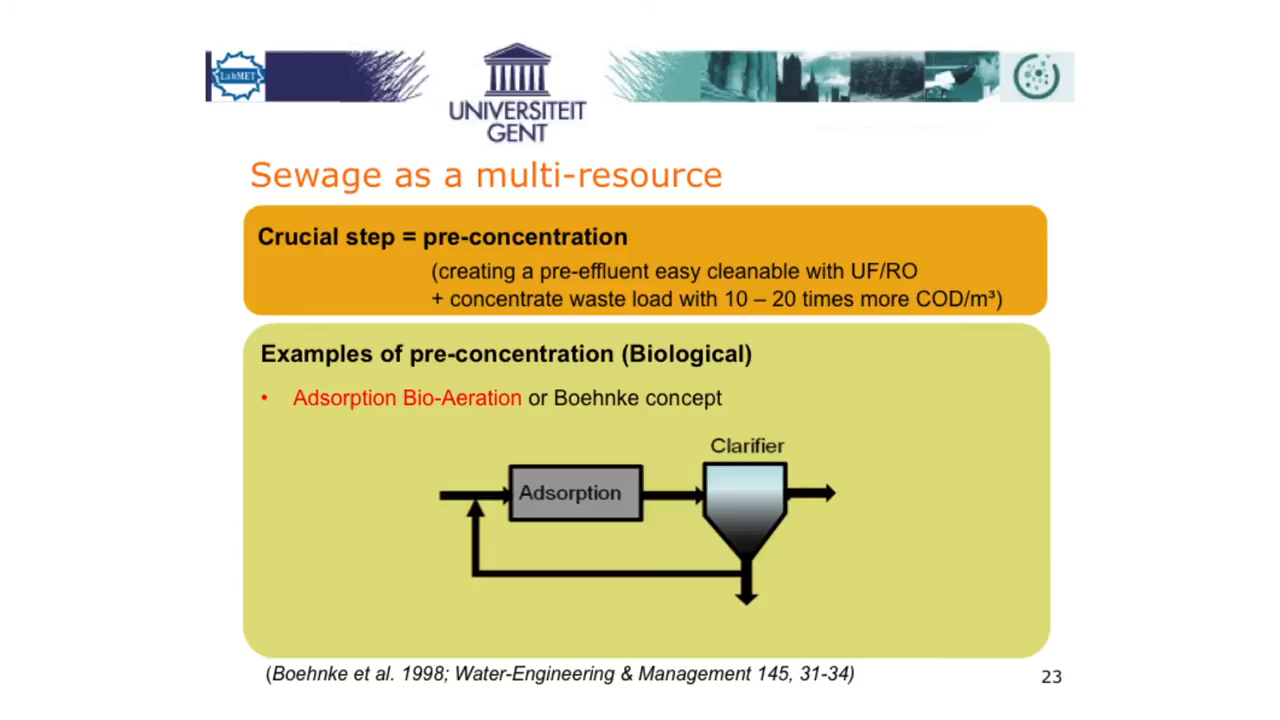 LabMET
UNIVERSITEIT
GENT
Sewage as a multi-resource
Crucial step = pre-concentration
(creating a pre-effluent easy cleanable with UF/RO
+ concentrate waste load with 10 – 20 times more COD/m³)
Examples of pre-concentration (Biological)
• Adsorption Bio-Aeration or Boehnke concept
Clarifier
Adsorption
(Boehnke et al. 1998; Water-Engineering & Management 145, 31-34)
23